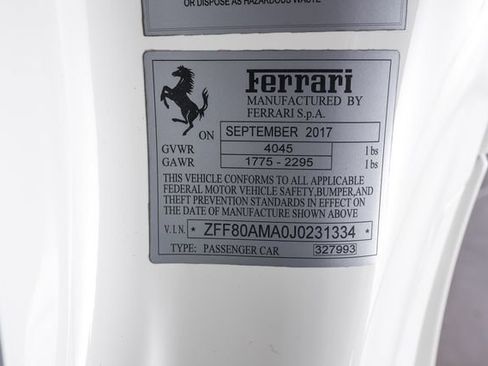 OR DISPOSE AS HAZARDOUS WASTE
Ferrari
MANUFACTURED BY
FERRARI S.p.A.
ON SEPTEMBER 2017
GVWR 4045 lbs
GAWR 1775 - 2295 lbs
THIS VEHICLE CONFORMS TO ALL APPLICABLE
FEDERAL MOTOR VEHICLE SAFETY,BUMPER,AND
THEFT PREVENTION STANDARDS IN EFFECT ON
THE DATE OF MANUFACTURE SHOWN ABOVE
V.I.N. * ZFF80AMA0J0231334 *
TYPE: PASSENGER CAR 327993